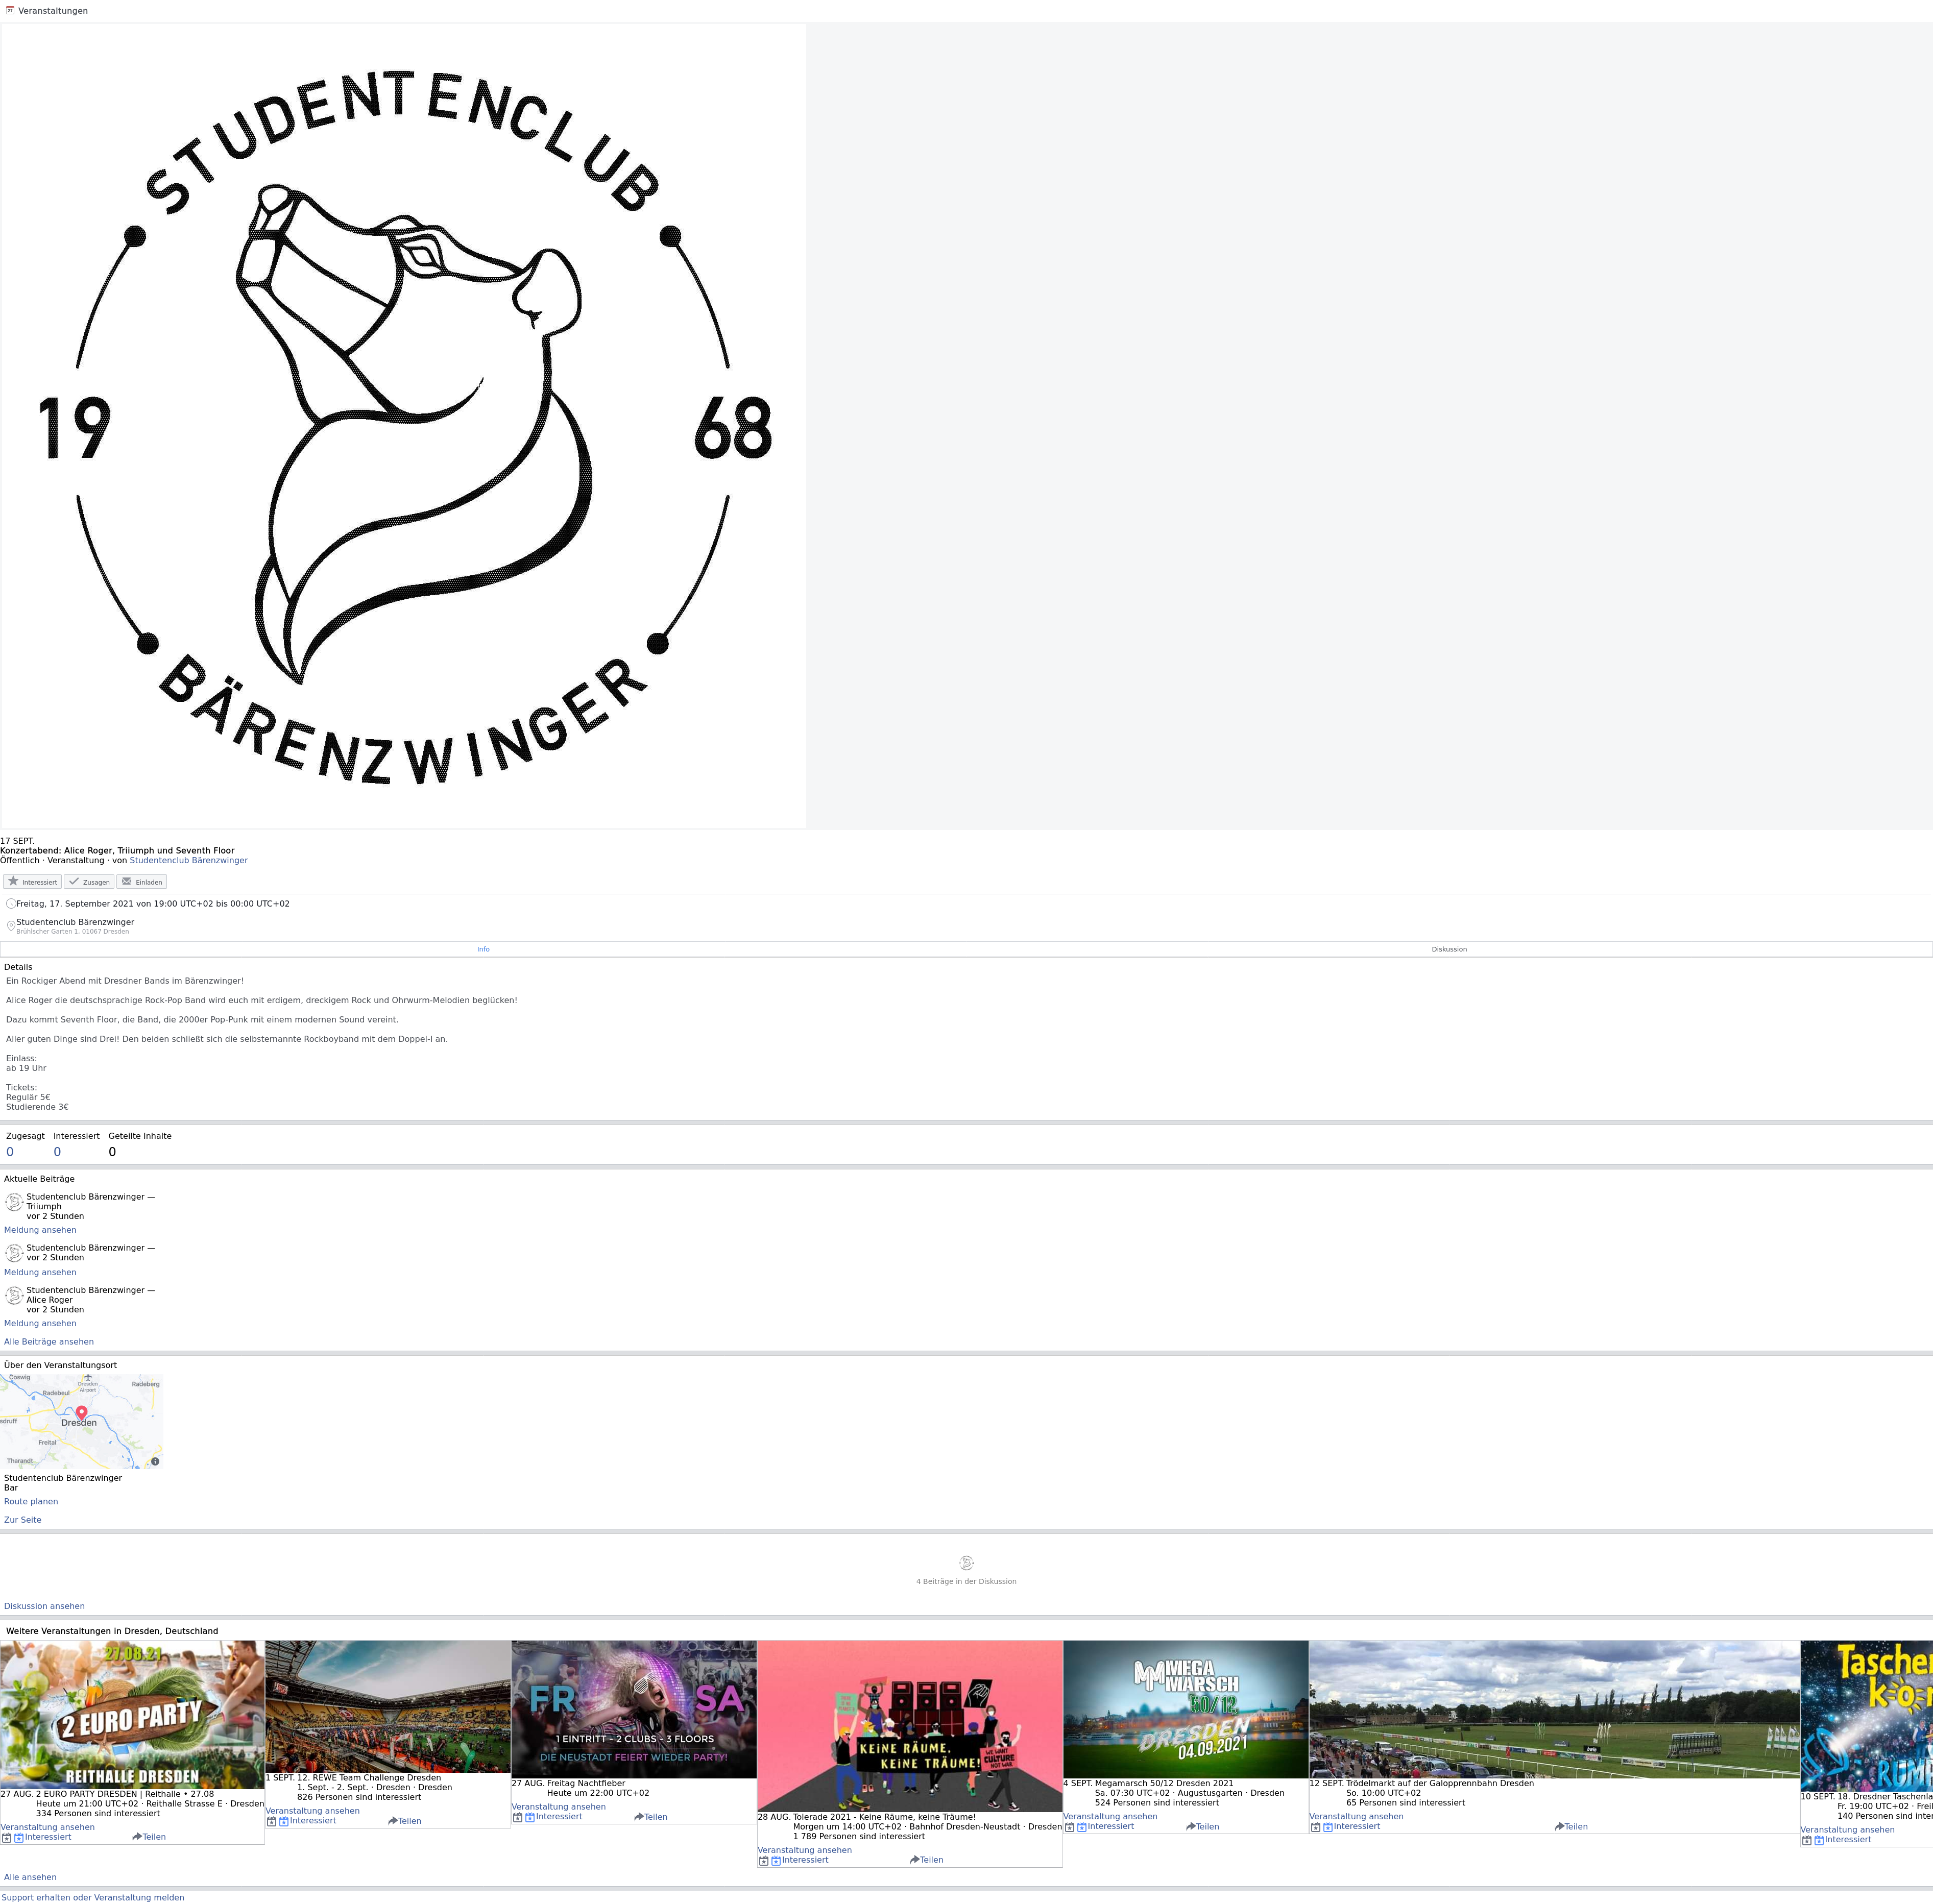 Veranstaltungen
STUDENTENCLUB
19 68
BÄRENZWINGER
17 SEPT.
Konzertabend: Alice Roger, Triiumph und Seventh Floor
Öffentlich · Veranstaltung · von Studentenclub Bärenzwinger
Interessiert Zusagen Einladen
Freitag, 17. September 2021 von 19:00 UTC+02 bis 00:00 UTC+02
Studentenclub Bärenzwinger
Brühlscher Garten 1, 01067 Dresden
Info Diskussion
Details
Ein Rockiger Abend mit Dresdner Bands im Bärenzwinger!
Alice Roger die deutschsprachige Rock-Pop Band wird euch mit erdigem, dreckigem Rock und Ohrwurm-Melodien beglücken!
Dazu kommt Seventh Floor, die Band, die 2000er Pop-Punk mit einem modernen Sound vereint.
Aller guten Dinge sind Drei! Den beiden schließt sich die selbsternannte Rockboyband mit dem Doppel-I an.
Einlass:
ab 19 Uhr
Tickets:
Regulär 5€
Studierende 3€
Zugesagt Interessiert Geteilte Inhalte
0 0 0
Aktuelle Beiträge
Studentenclub Bärenzwinger —
Triiumph
vor 2 Stunden
Meldung ansehen
Studentenclub Bärenzwinger —
vor 2 Stunden
Meldung ansehen
Studentenclub Bärenzwinger —
Alice Roger
vor 2 Stunden
Meldung ansehen
Alle Beiträge ansehen
Über den Veranstaltungsort
Coswig
Dresden
Airport
Radeberg
Radebeul
sdruff
Dresden
Freital
Tharandt
Studentenclub Bärenzwinger
Bar
Route planen
Zur Seite
4 Beiträge in der Diskussion
Diskussion ansehen
Weitere Veranstaltungen in Dresden, Deutschland
27.08.21
2 EURO PARTY
REITHALLE DRESDEN
27 AUG. 2 EURO PARTY DRESDEN | Reithalle • 27.08
Heute um 21:00 UTC+02 · Reithalle Strasse E · Dresden
334 Personen sind interessiert
Veranstaltung ansehen
Interessiert Teilen
1 SEPT. 12. REWE Team Challenge Dresden
1. Sept. - 2. Sept. · Dresden · Dresden
826 Personen sind interessiert
Veranstaltung ansehen
Interessiert Teilen
FR SA
1 EINTRITT - 2 CLUBS - 3 FLOORS
DIE NEUSTADT FEIERT WIEDER PARTY!
27 AUG. Freitag Nachtfieber
Heute um 22:00 UTC+02
Veranstaltung ansehen
Interessiert Teilen
KEINE RÄUME,
KEINE TRÄUME!
WE WANT
CULTURE
NOT WAR
28 AUG. Tolerade 2021 - Keine Räume, keine Träume!
Morgen um 14:00 UTC+02 · Bahnhof Dresden-Neustadt · Dresden
1 789 Personen sind interessiert
Veranstaltung ansehen
Interessiert Teilen
MEGA
MARSCH
50/12
DRESDEN
04.09.2021
4 SEPT. Megamarsch 50/12 Dresden 2021
Sa. 07:30 UTC+02 · Augustusgarten · Dresden
524 Personen sind interessiert
Veranstaltung ansehen
Interessiert Teilen
12 SEPT. Trödelmarkt auf der Galopprennbahn Dresden
So. 10:00 UTC+02
65 Personen sind interessiert
Veranstaltung ansehen
Interessiert Teilen
Taschen
kön
RUM
10 SEPT. 18. Dresdner Taschenla
Fr. 19:00 UTC+02 · Freil
140 Personen sind inter
Veranstaltung ansehen
Interessiert
Alle ansehen
Support erhalten oder Veranstaltung melden